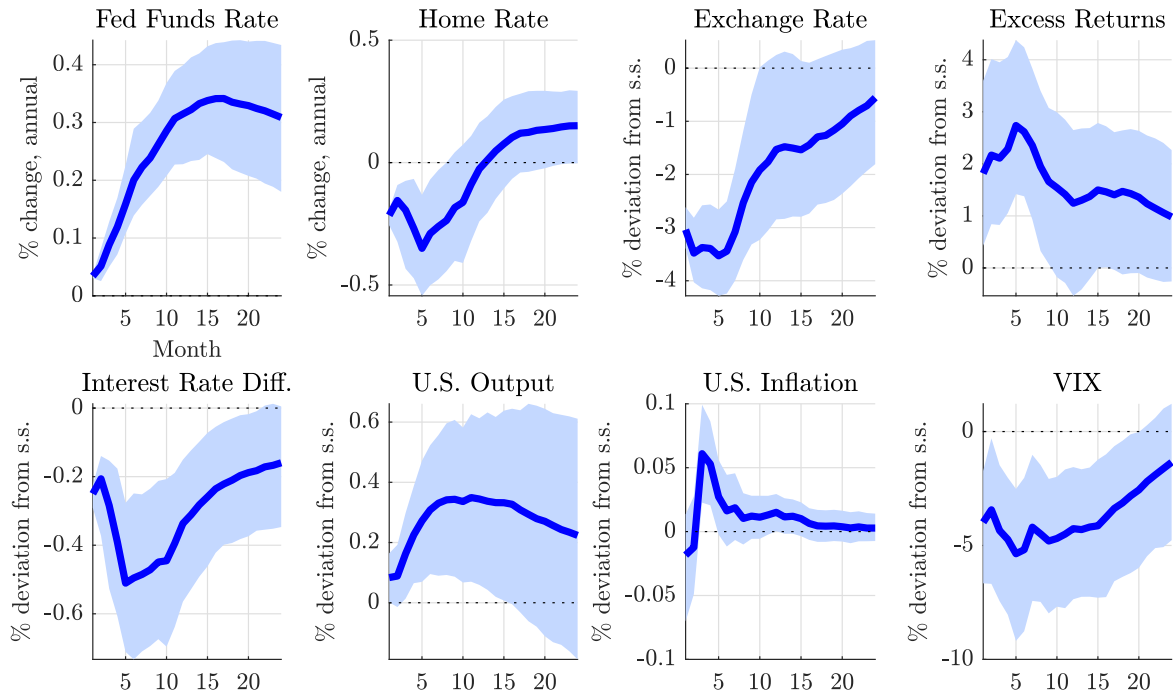 Fed Funds Rate
% change, annual
0.4
0.3
0.2
0.1
0
5 10 15 20
Month
Home Rate
% change, annual
0.5
0
-0.5
5 10 15 20
Exchange Rate
% deviation from s.s.
0
-1
-2
-3
-4
5 10 15 20
Excess Returns
% deviation from s.s.
4
3
2
1
0
5 10 15 20
Interest Rate Diff.
% deviation from s.s.
0
-0.2
-0.4
-0.6
5 10 15 20
U.S. Output
% deviation from s.s.
0.6
0.4
0.2
0
5 10 15 20
U.S. Inflation
% deviation from s.s.
0.1
0.05
0
-0.05
-0.1
5 10 15 20
VIX
% deviation from s.s.
0
-5
-10
5 10 15 20